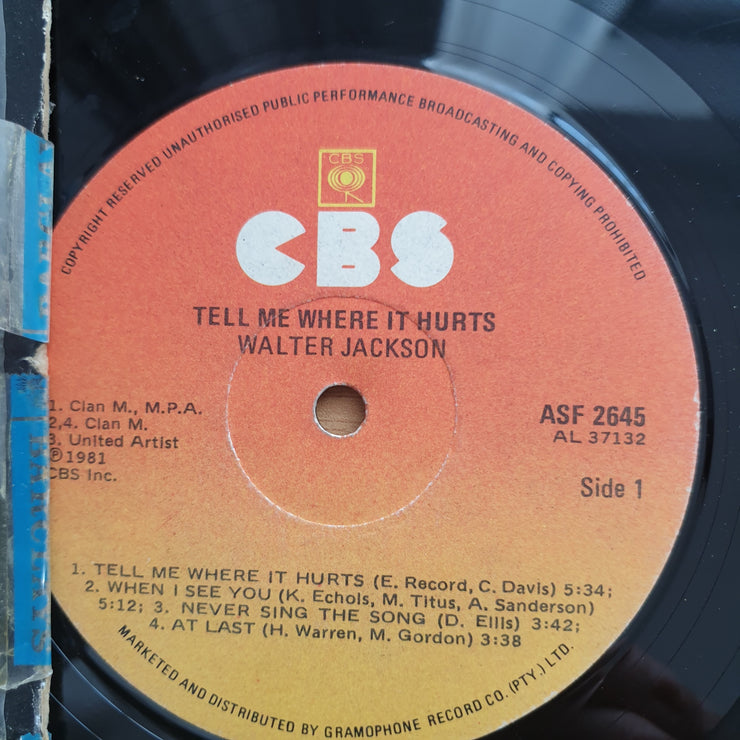 COPYRIGHT RESERVED UNAUTHORISED PUBLIC PERFORMANCE BROADCASTING AND COPYING PROHIBITED
CBS
CBS
TELL ME WHERE IT HURTS
WALTER JACKSON
1. Clan M., M.P.A.
2,4. Clan M.
3. United Artist
℗ 1981
CBS Inc.
ASF 2645
AL 37132
Side 1
1. TELL ME WHERE IT HURTS (E. Record, C. Davis) 5:34;
2. WHEN I SEE YOU (K. Echols, M. Titus, A. Sanderson)
5:12; 3. NEVER SING THE SONG (D. Ellis) 3:42;
4. AT LAST (H. Warren, M. Gordon) 3:38
MARKETED AND DISTRIBUTED BY GRAMOPHONE RECORD CO. (PTY.) LTD.